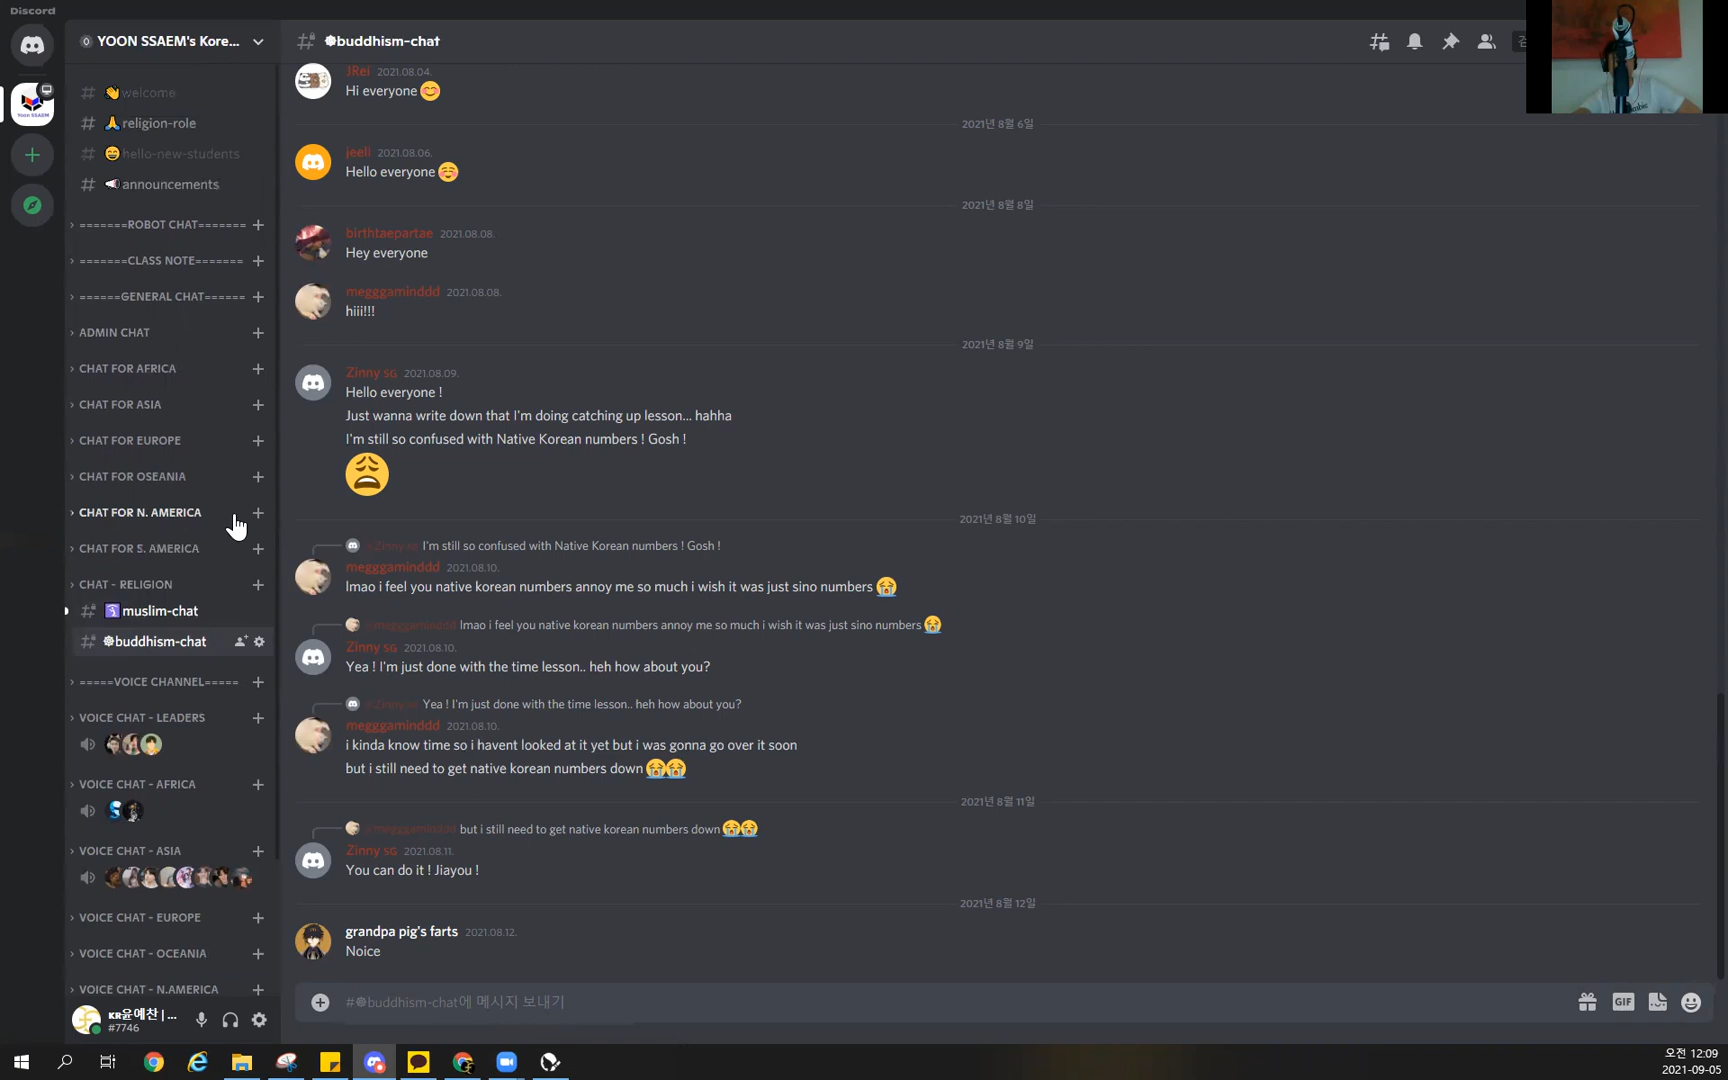 Discord
YOON SSAEM's Kore...
welcome
religion-role
hello-new-students
announcements
=======ROBOT CHAT=======
=======CLASS NOTE=======
======GENERAL CHAT======
ADMIN CHAT
CHAT FOR AFRICA
CHAT FOR ASIA
CHAT FOR EUROPE
CHAT FOR OSEANIA
CHAT FOR N. AMERICA
CHAT FOR S. AMERICA
CHAT - RELIGION
muslim-chat
buddhism-chat
=====VOICE CHANNEL=====
VOICE CHAT - LEADERS
VOICE CHAT - AFRICA
VOICE CHAT - ASIA
VOICE CHAT - EUROPE
VOICE CHAT - OCEANIA
VOICE CHAT - N.AMERICA
KR윤예찬 | ...
#7746
buddhism-chat
JRei 2021.08.04.
Hi everyone 😊
2021년 8월 6일
jeeli 2021.08.06.
Hello everyone ☺️
2021년 8월 8일
birthtaepartae 2021.08.08.
Hey everyone
megggaminddd 2021.08.08.
hiii!!!
2021년 8월 9일
Zinny sg 2021.08.09.
Hello everyone !
Just wanna write down that I'm doing catching up lesson... hahha
I'm still so confused with Native Korean numbers ! Gosh !
😩
2021년 8월 10일
@Zinny sg I'm still so confused with Native Korean numbers ! Gosh !
megggaminddd 2021.08.10.
lmao i feel you native korean numbers annoy me so much i wish it was just sino numbers 😭
@megggaminddd lmao i feel you native korean numbers annoy me so much i wish it was just sino numbers 😭
Zinny sg 2021.08.10.
Yea ! I'm just done with the time lesson.. heh how about you?
@Zinny sg Yea ! I'm just done with the time lesson.. heh how about you?
megggaminddd 2021.08.10.
i kinda know time so i havent looked at it yet but i was gonna go over it soon
but i still need to get native korean numbers down 😭😭
2021년 8월 11일
@megggaminddd but i still need to get native korean numbers down 😭😭
Zinny sg 2021.08.11.
You can do it ! Jiayou !
2021년 8월 12일
grandpa pig's farts 2021.08.12.
Noice
#☸buddhism-chat에 메시지 보내기
GIF
오전 12:09
2021-09-05